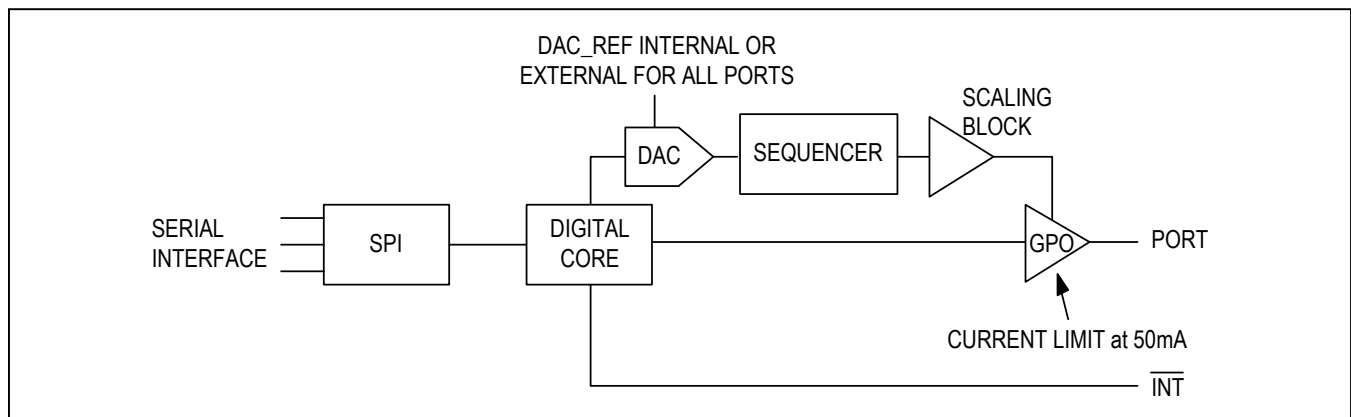 DAC_REF INTERNAL OR
EXTERNAL FOR ALL PORTS
SCALING
BLOCK
DAC
SEQUENCER
SERIAL
INTERFACE
SPI
DIGITAL
CORE
GPO
PORT
CURRENT LIMIT at 50mA
INT